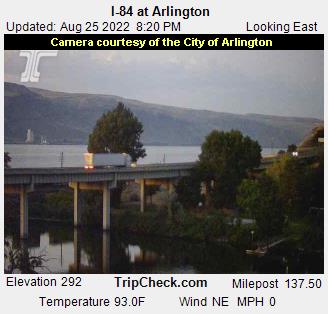 I-84 at Arlington
Updated: Aug 25 2022 8:20 PM Looking East
Camera courtesy of the City of Arlington
Elevation 292 TripCheck.com Milepost 137.50
Temperature 93.0F Wind NE MPH 0